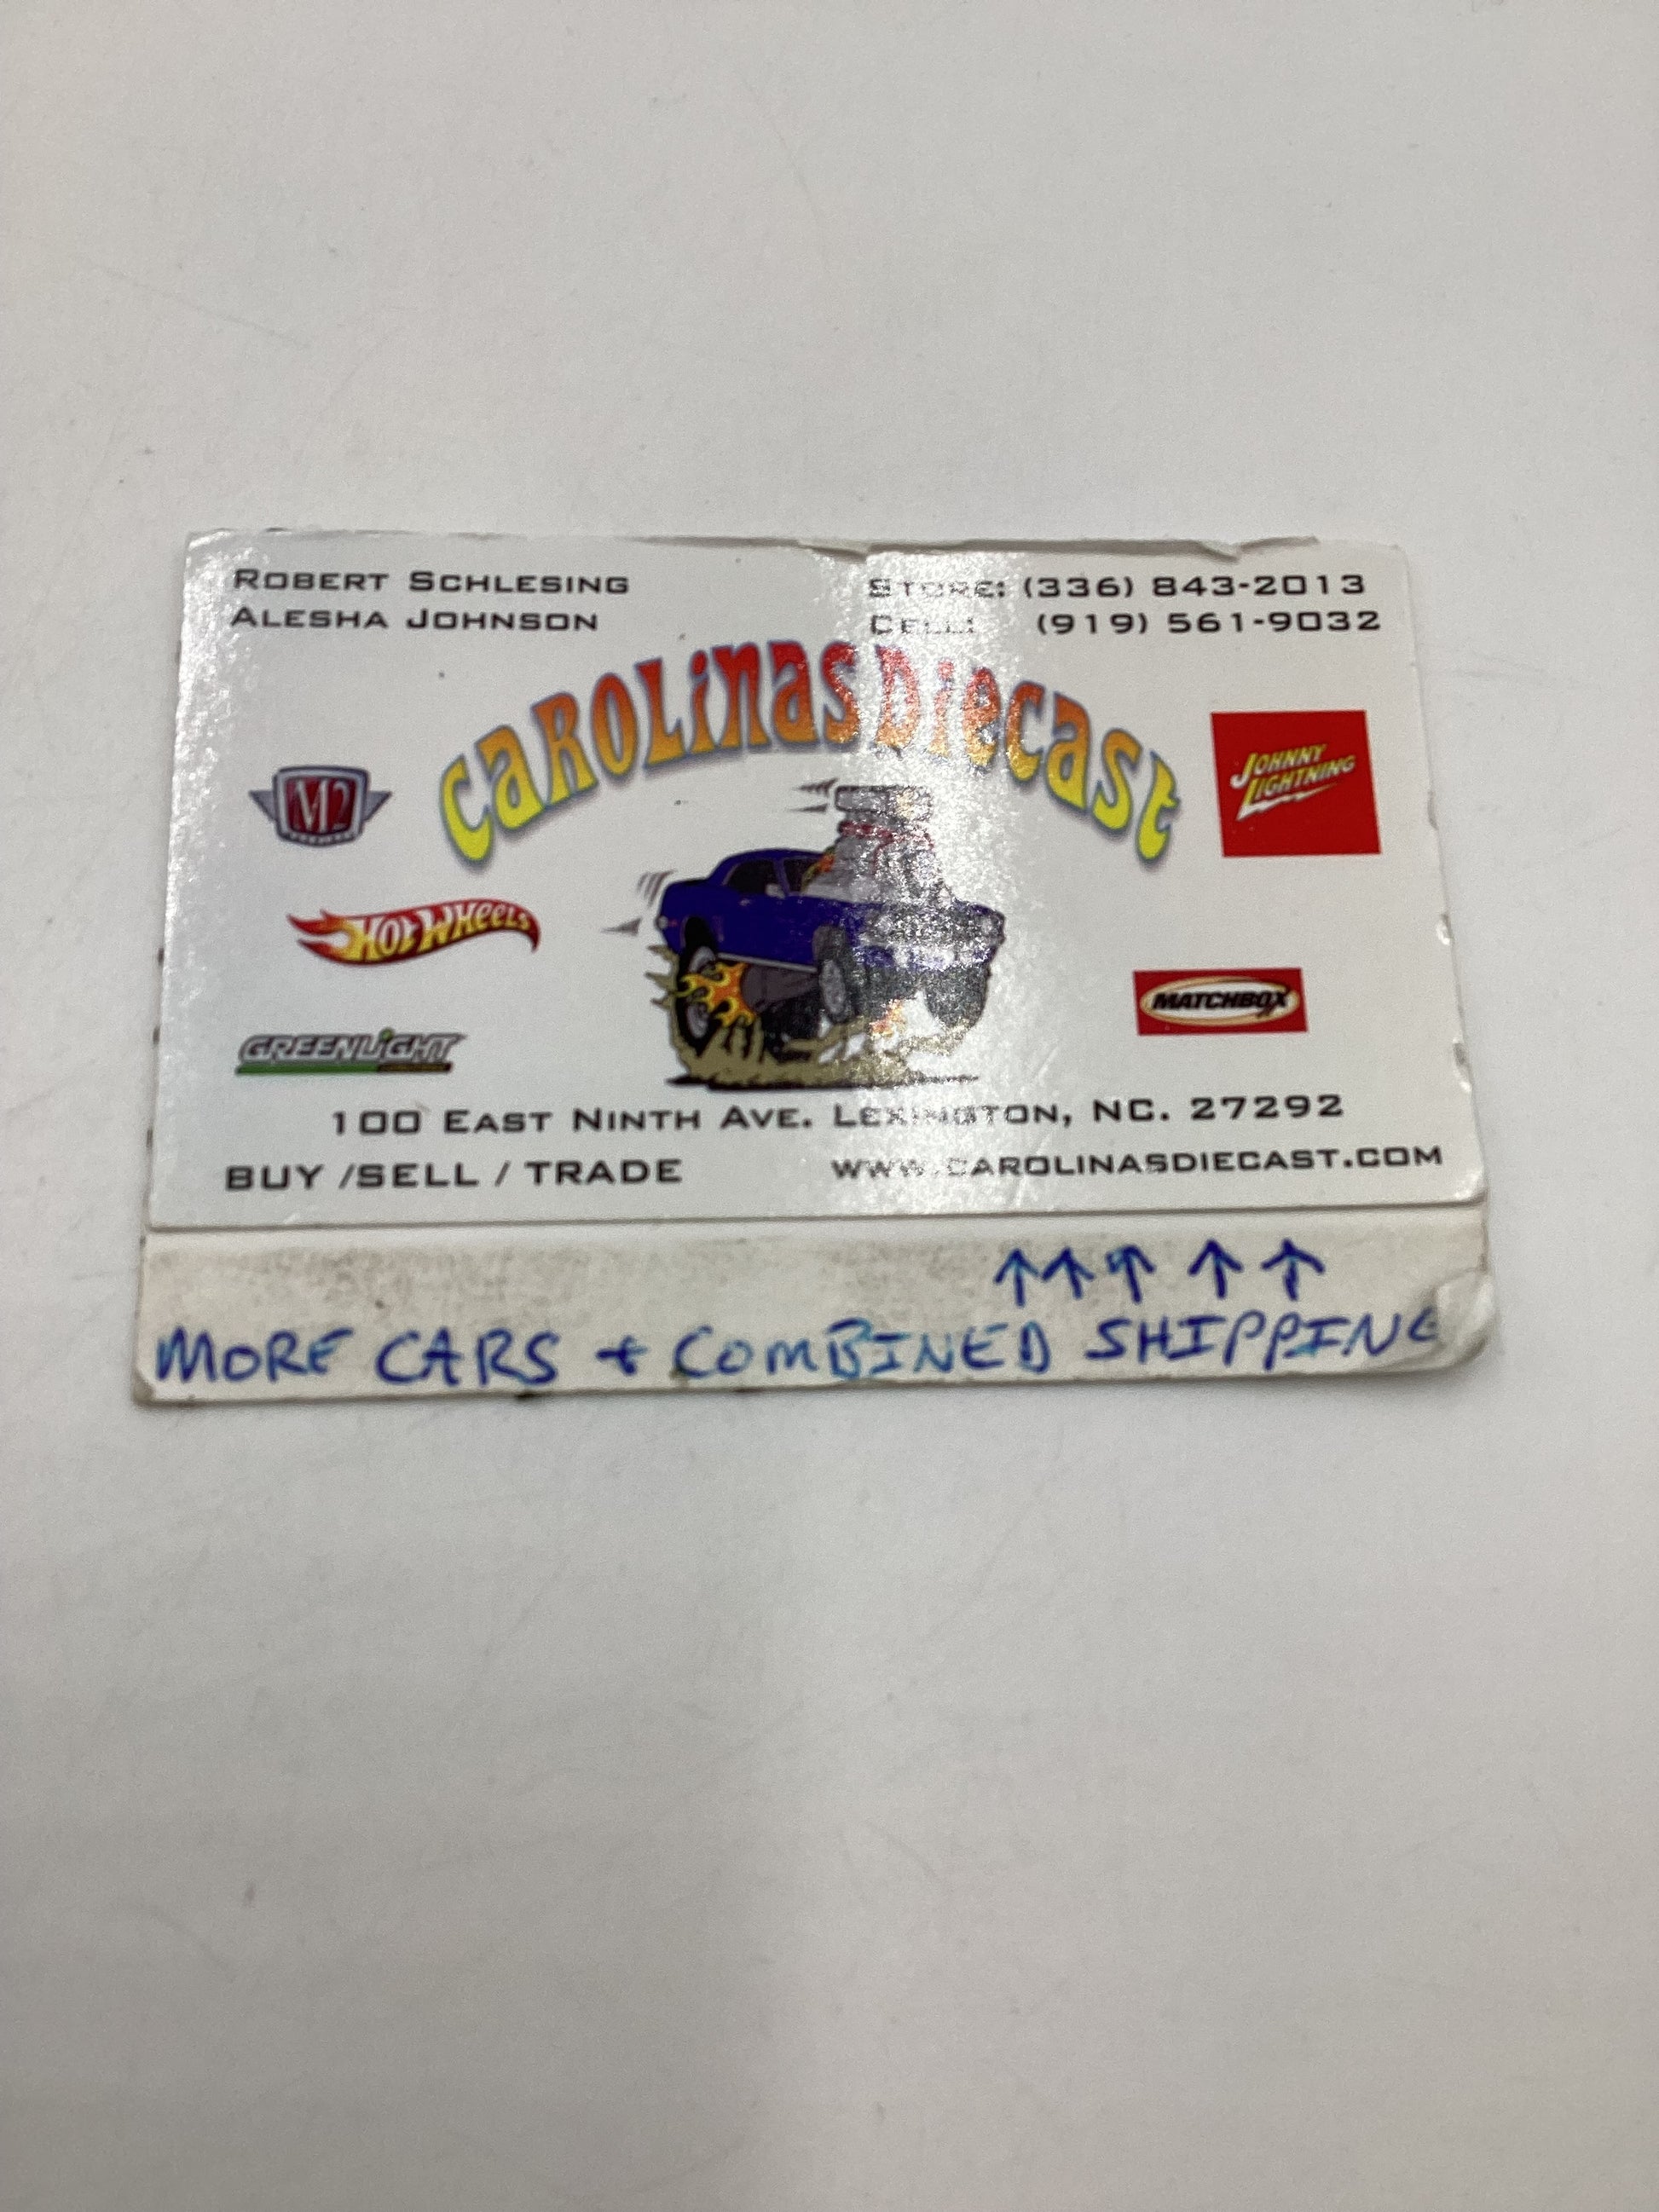 ROBERT SCHLESING
ALESHA JOHNSON
STORE: (336) 843-2013
CELL: (919) 561-9032
CAROLiNAS DiECAST
M2
JOHNNY LIGHTNING
HOT WHEELS
MATCHBOX
GREENLiGHT
100 EAST NINTH AVE. LEXINGTON, NC. 27292
BUY /SELL / TRADE
WWW.CAROLINASDIECAST.COM
↑↑↑↑↑
MORE CARS + COMBINED SHIPPING